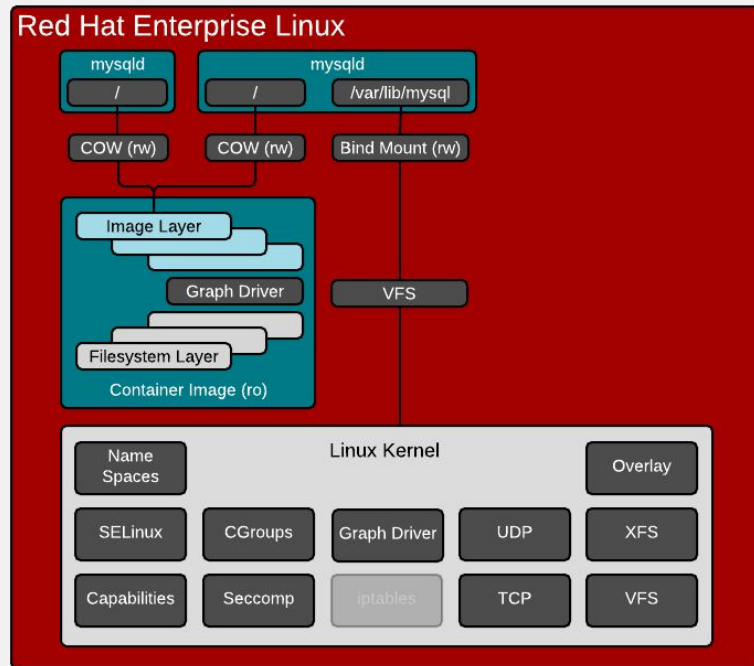 Red Hat Enterprise Linux
mysqld
mysqld
/
/
/var/lib/mysql
COW (rw)
COW (rw)
Bind Mount (rw)
Image Layer
Graph Driver
VFS
Filesystem Layer
Container Image (ro)
Linux Kernel
Name
Spaces
Overlay
SELinux
CGroups
Graph Driver
UDP
XFS
Capabilities
Seccomp
iptables
TCP
VFS